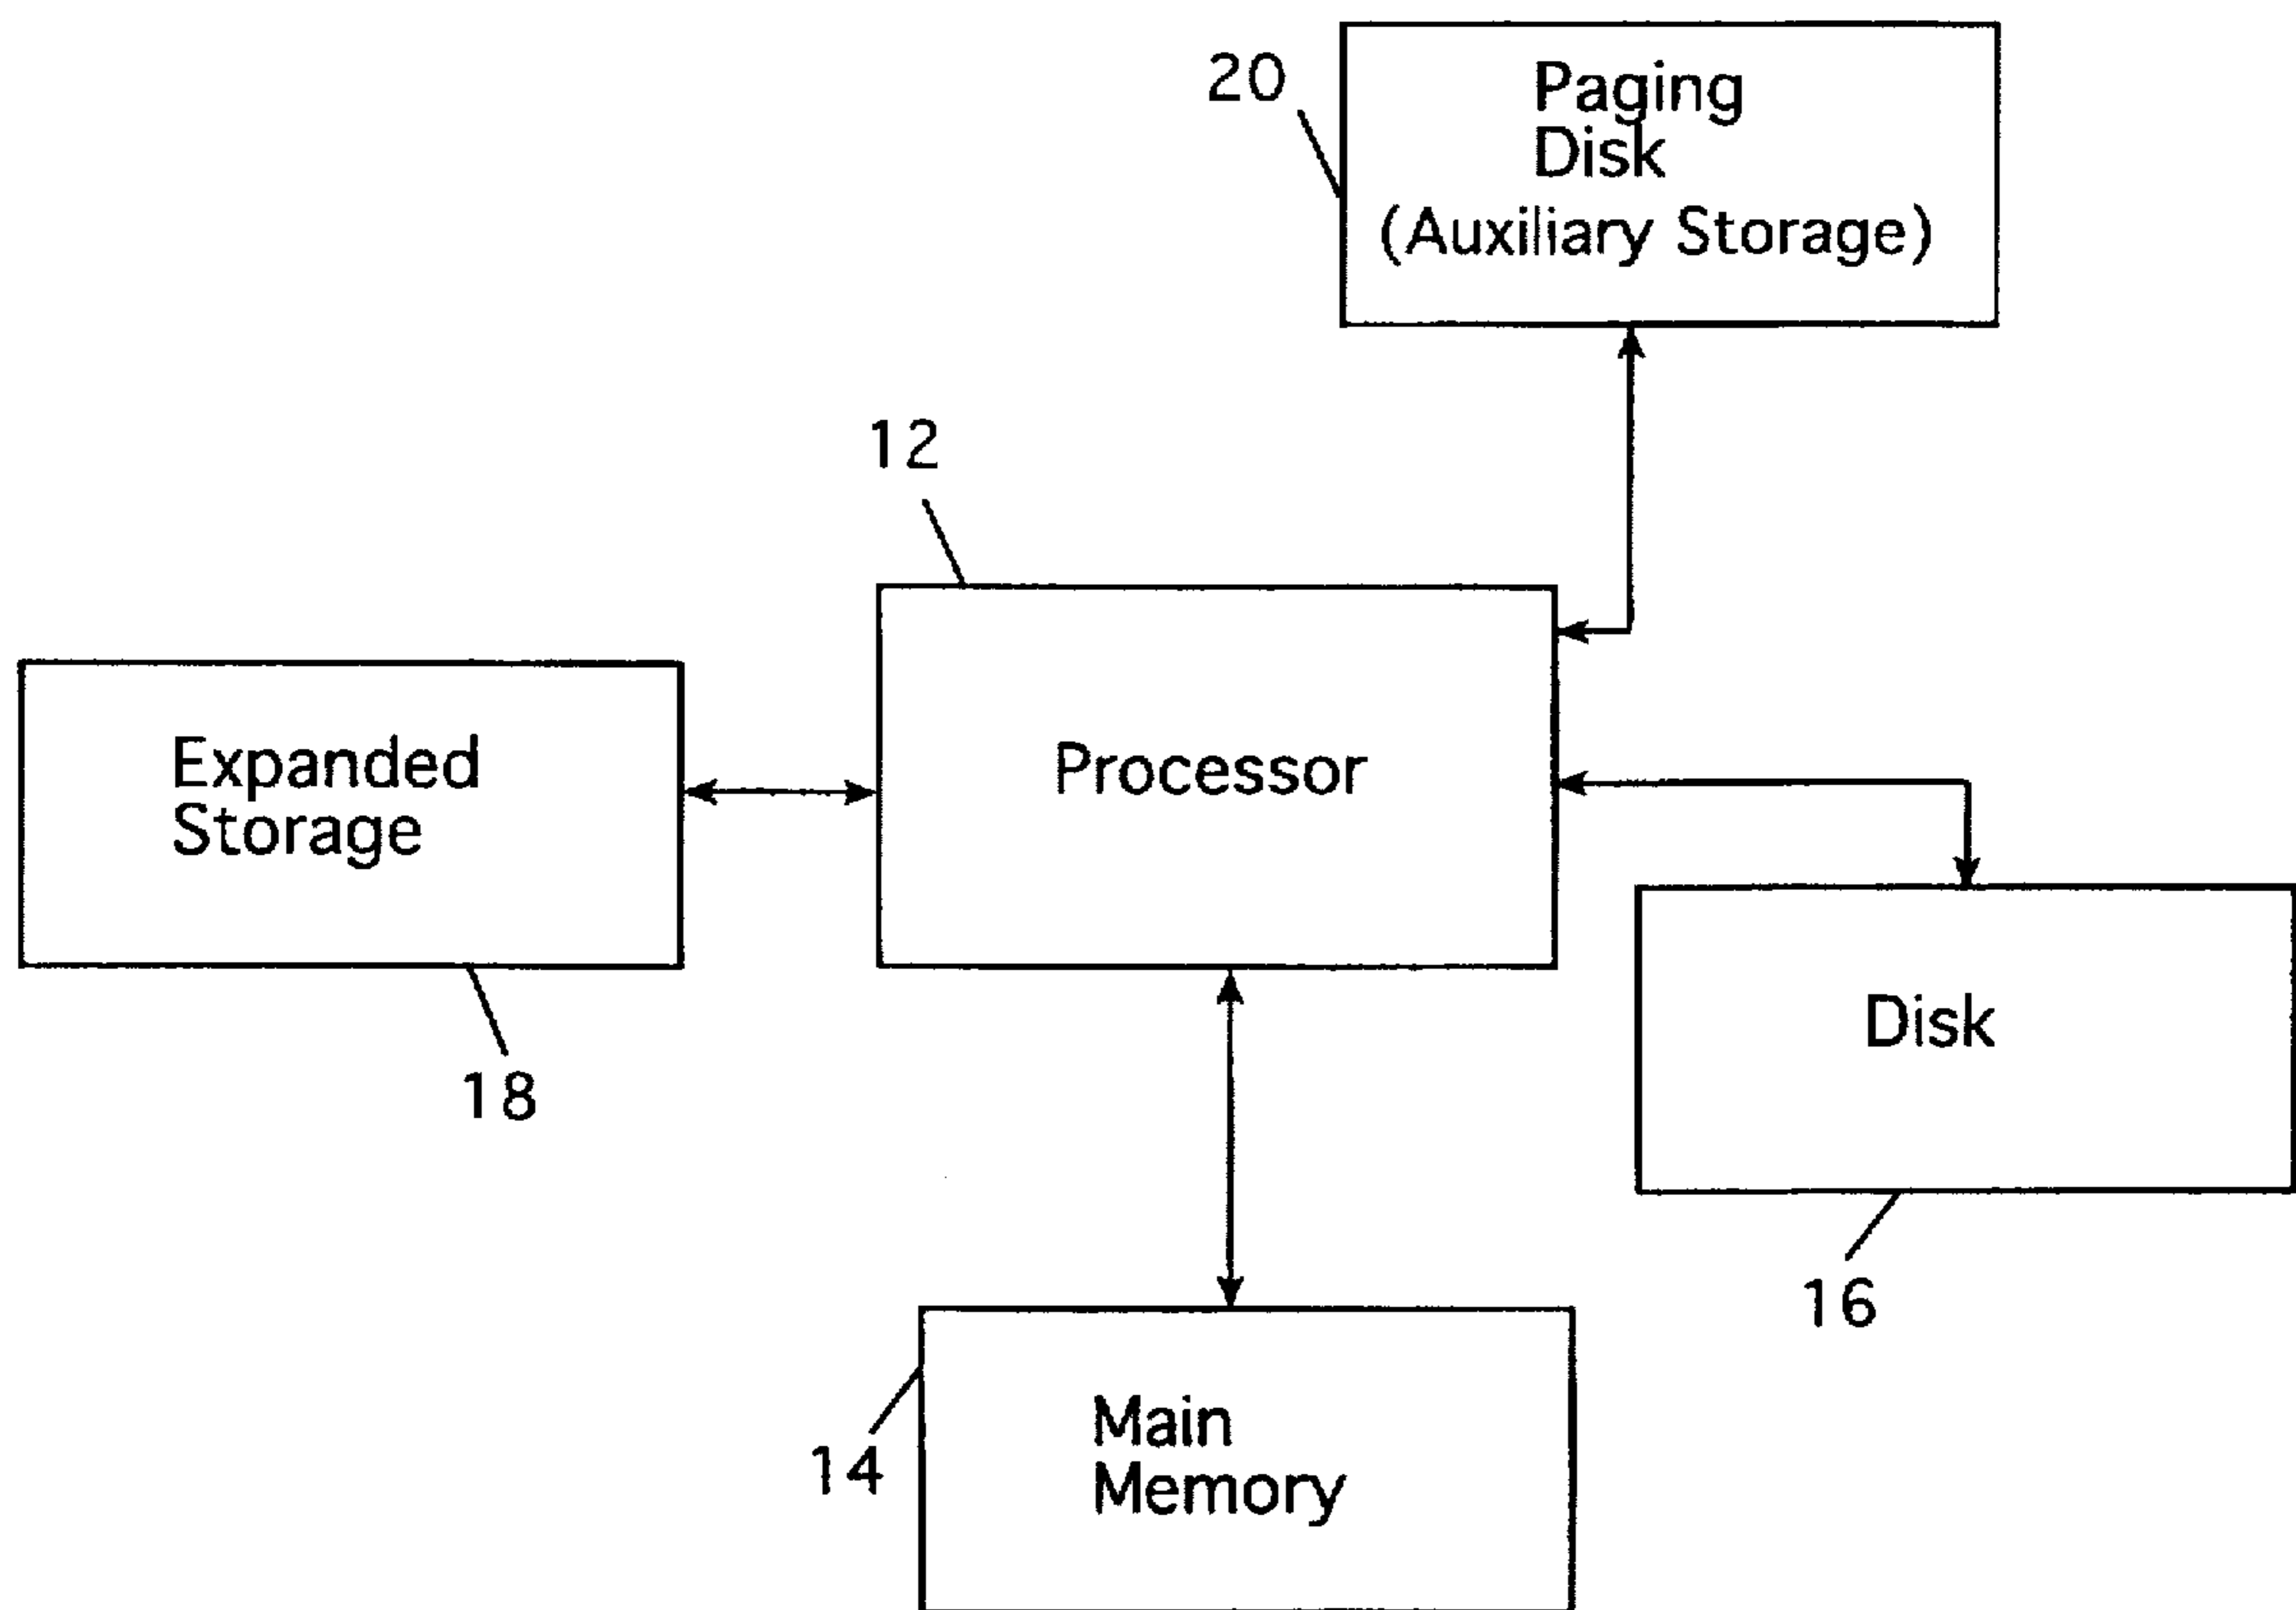 20
Paging
Disk
(Auxiliary Storage)
12
Processor
Expanded
Storage
18
Disk
16
Main
Memory
14